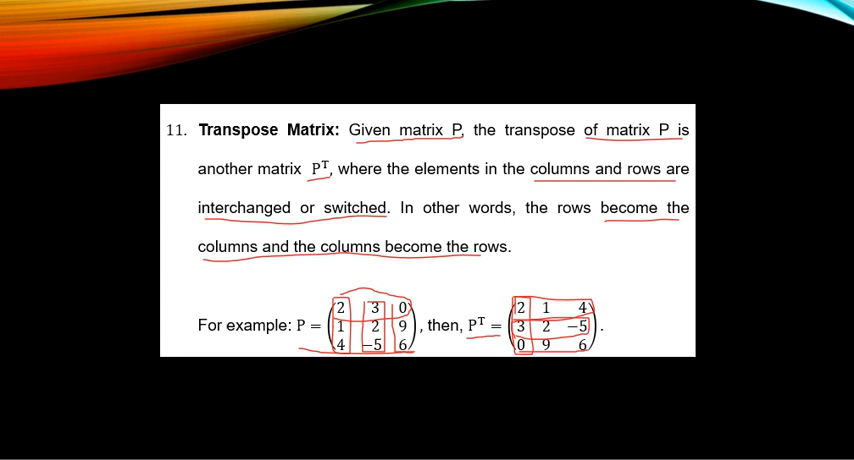 11. Transpose Matrix: Given matrix P, the transpose of matrix P is
another matrix Pᵀ, where the elements in the columns and rows are
interchanged or switched. In other words, the rows become the
columns and the columns become the rows.
2 3 0 2 1 4
For example: P = 1 2 9 , then, Pᵀ = 3 2 −5 .
4 −5 6 0 9 6